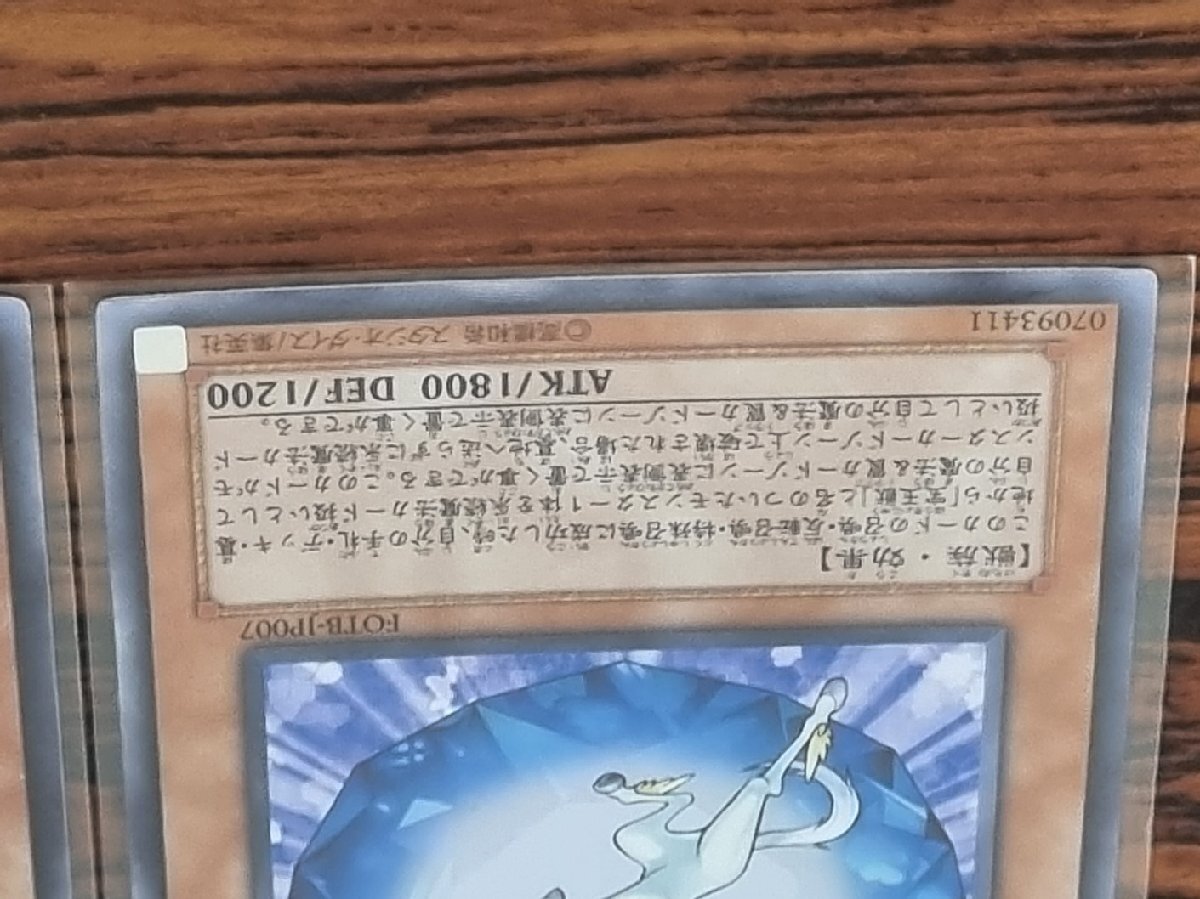 FOTB-JP007
【獣族・効果】
このカードの召喚・反転召喚・特殊召喚に成功した時、自分の手札・デッキ・墓
地から「宝玉獣」と名のついたモンスター1体を永続魔法カード扱いとして
自分の魔法&罠カードゾーンに表側表示で置く事ができる。このカードがモ
ンスターカードゾーン上で破壊された場合、墓地へ送らずに永続魔法カード
扱いとして自分の魔法&罠カードゾーンに表側表示で置く事ができる。
ATK/1800 DEF/1200
07093411 ©高橋和希 スタジオ・ダイス/集英社